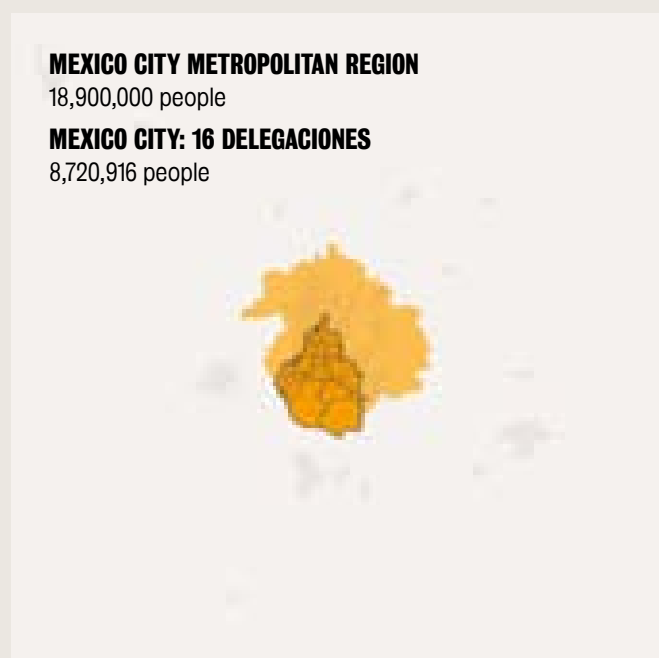 MEXICO CITY METROPOLITAN REGION
18,900,000 people
MEXICO CITY: 16 DELEGACIONES
8,720,916 people